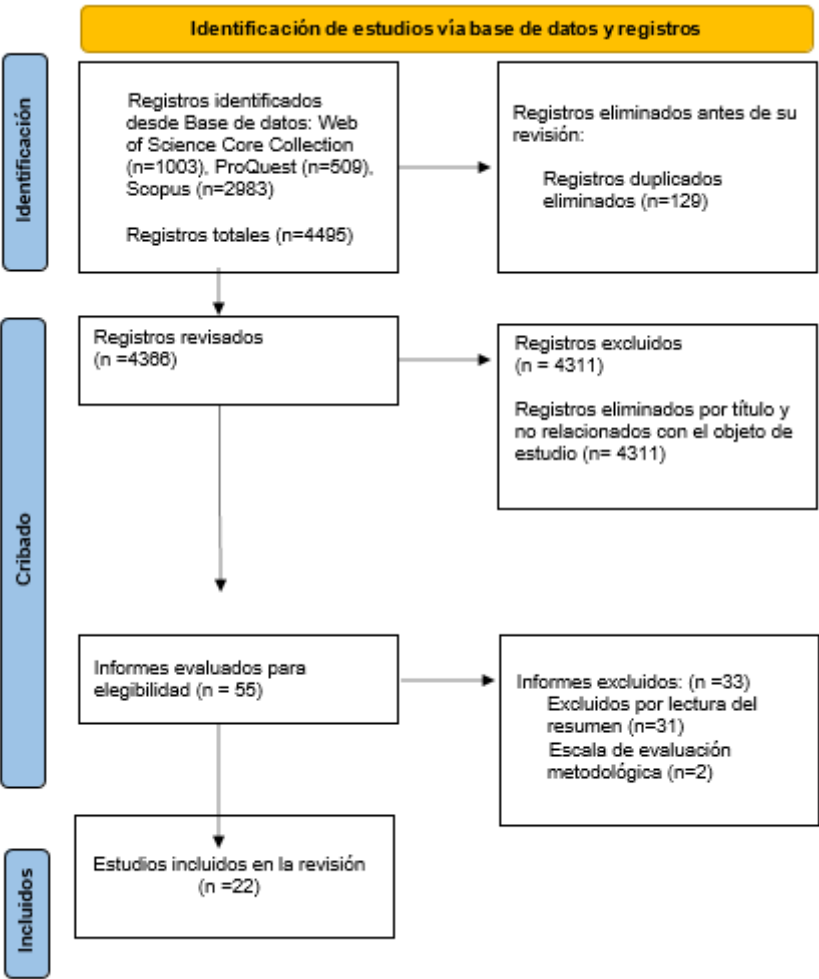 Identificación de estudios vía base de datos y registros
Identificación
Registros identificados
desde Base de datos: Web
of Science Core Collection
(n=1003), ProQuest (n=509),
Scopus (n=2983)
Registros totales (n=4495)
Registros eliminados antes de su
revisión:
Registros duplicados
eliminados (n=129)
Cribado
Registros revisados
(n =4366)
Registros excluidos
(n = 4311)
Registros eliminados por título y
no relacionados con el objeto de
estudio (n= 4311)
Informes evaluados para
elegibilidad (n = 55)
Informes excluidos: (n =33)
Excluidos por lectura del
resumen (n=31)
Escala de evaluación
metodológica (n=2)
Incluidos
Estudios incluidos en la revisión
(n =22)